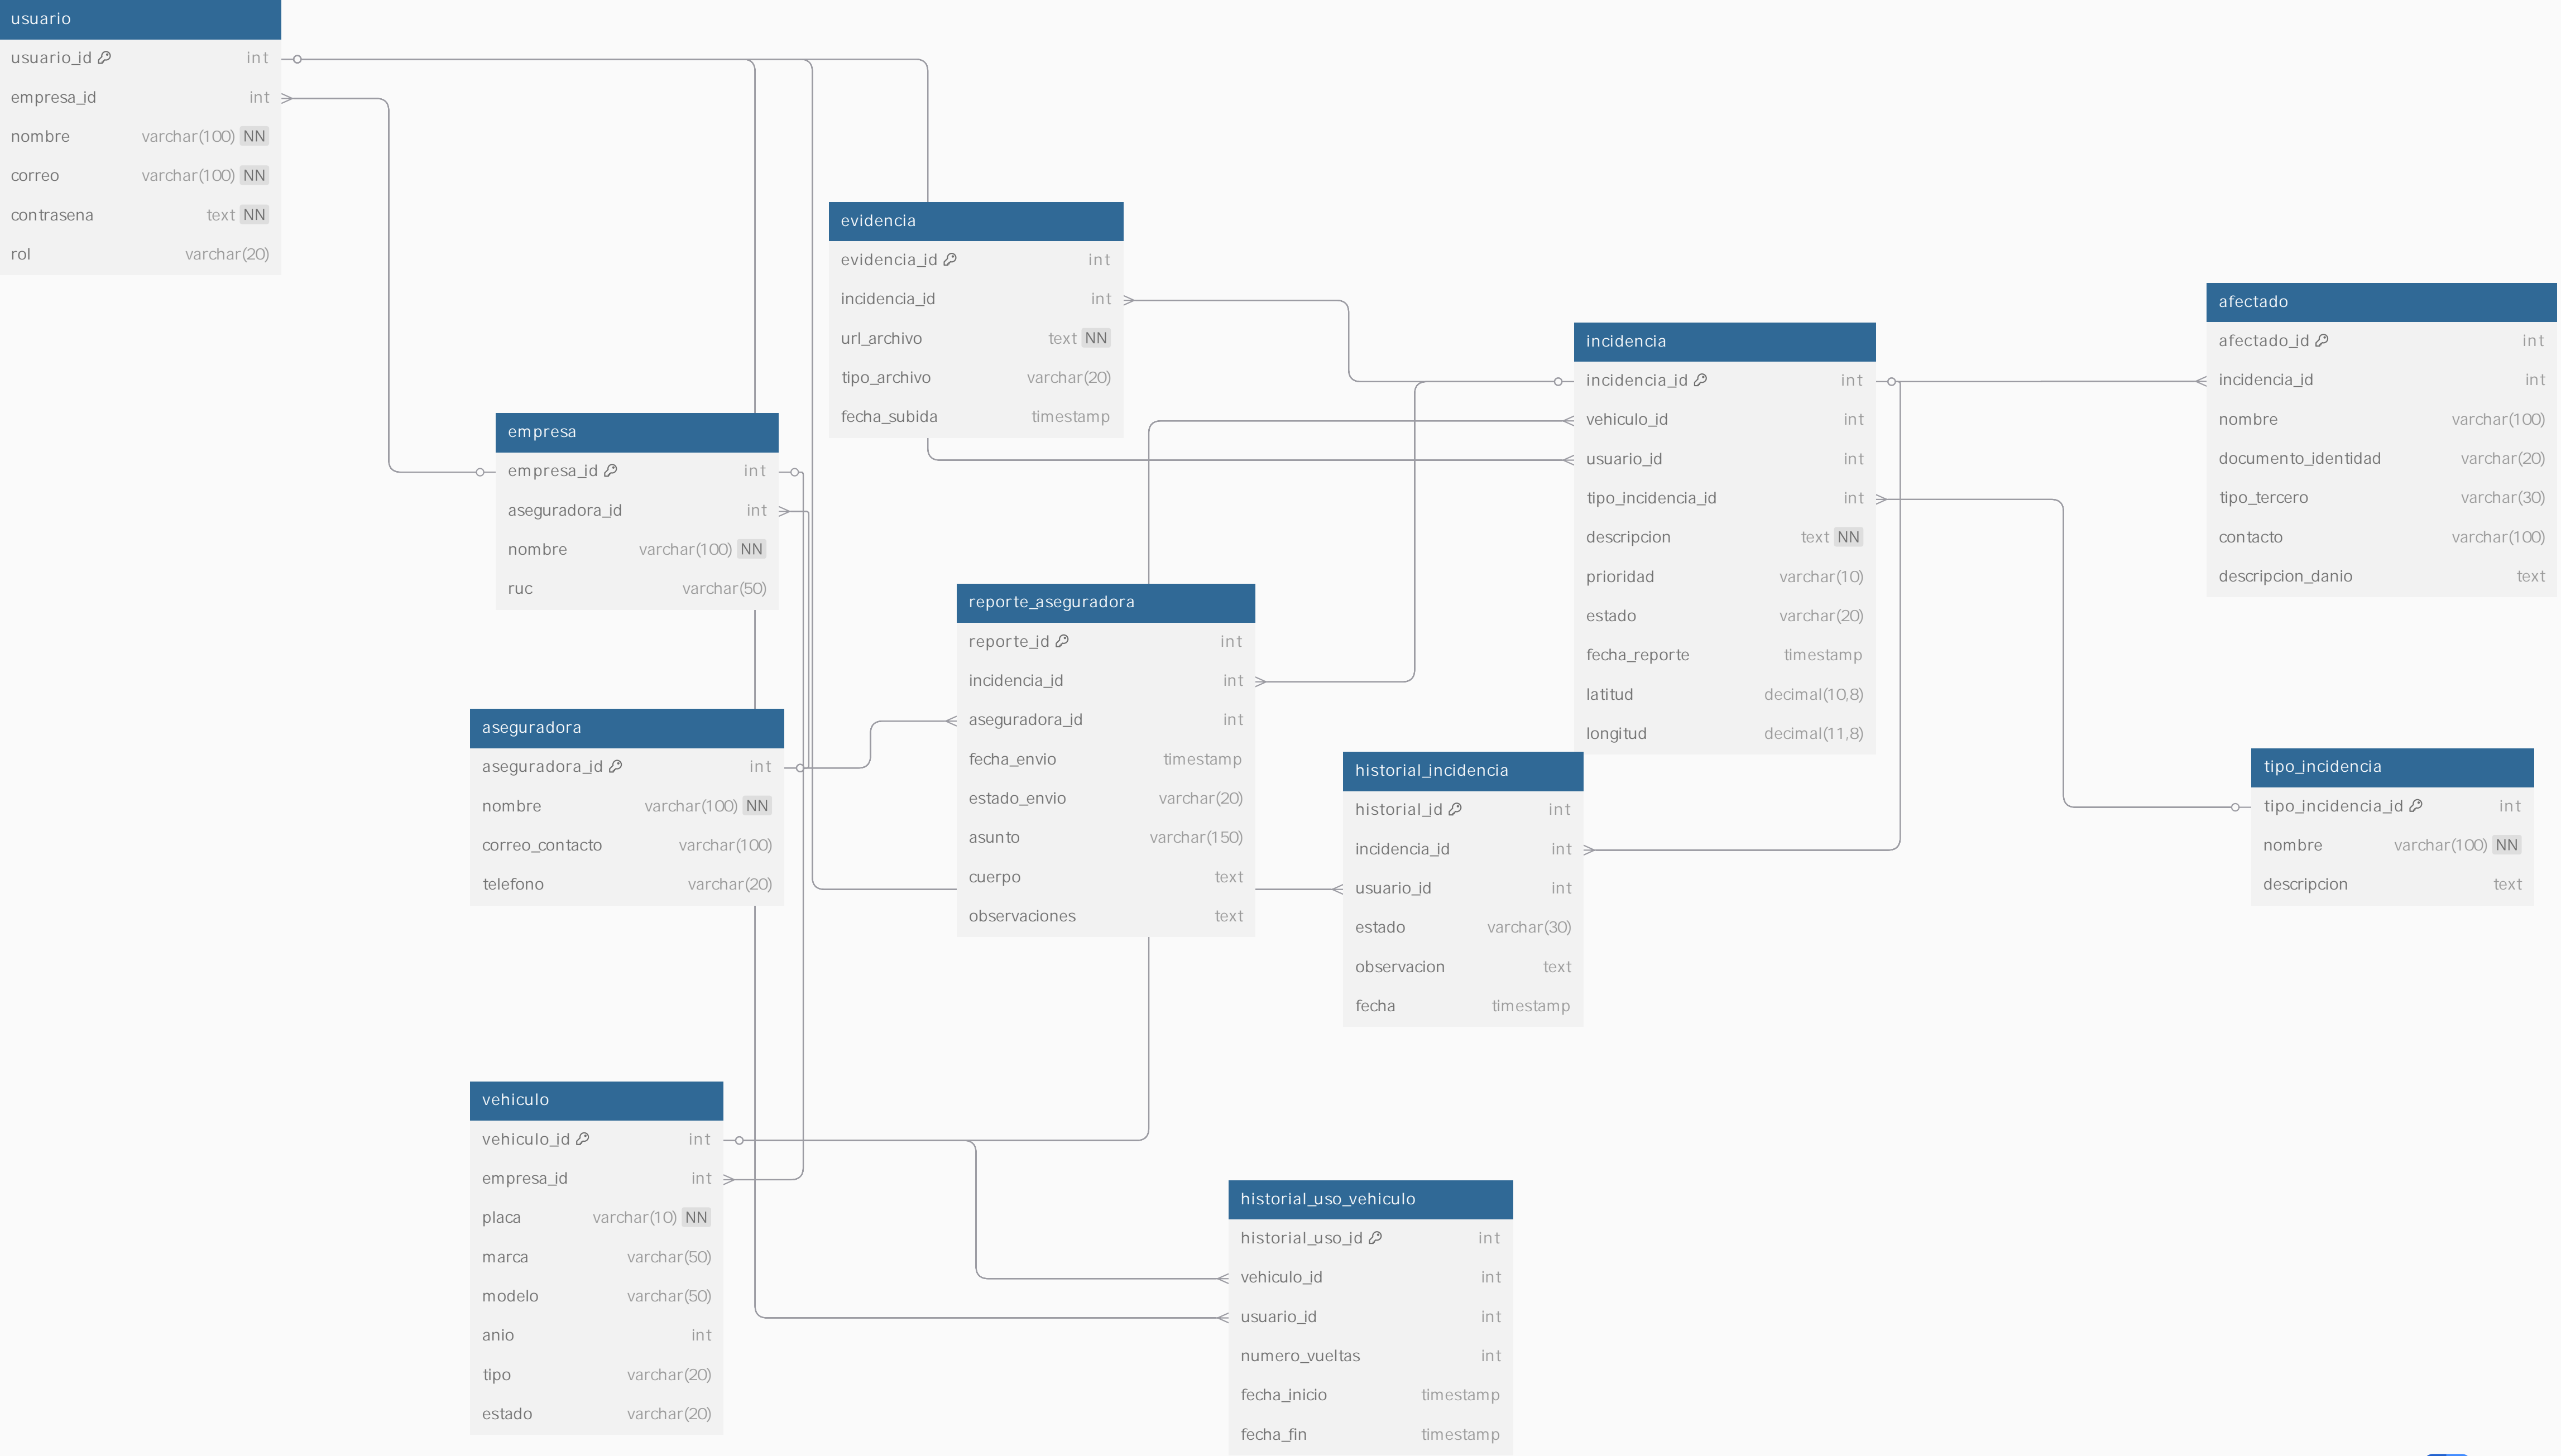 usuario
usuario_id int
empresa_id int
nombre varchar(100) NN
correo varchar(100) NN
contrasena text NN
rol varchar(20)
evidencia
evidencia_id int
incidencia_id int
url_archivo text NN
tipo_archivo varchar(20)
fecha_subida timestamp
afectado
afectado_id int
incidencia_id int
nombre varchar(100)
documento_identidad varchar(20)
tipo_tercero varchar(30)
contacto varchar(100)
descripcion_danio text
incidencia
incidencia_id int
vehiculo_id int
usuario_id int
tipo_incidencia_id int
descripcion text NN
prioridad varchar(10)
estado varchar(20)
fecha_reporte timestamp
latitud decimal(10,8)
longitud decimal(11,8)
empresa
empresa_id int
aseguradora_id int
nombre varchar(100) NN
ruc varchar(50)
reporte_aseguradora
reporte_id int
incidencia_id int
aseguradora_id int
fecha_envio timestamp
estado_envio varchar(20)
asunto varchar(150)
cuerpo text
observaciones text
aseguradora
aseguradora_id int
nombre varchar(100) NN
correo_contacto varchar(100)
telefono varchar(20)
historial_incidencia
historial_id int
incidencia_id int
usuario_id int
estado varchar(30)
observacion text
fecha timestamp
tipo_incidencia
tipo_incidencia_id int
nombre varchar(100) NN
descripcion text
vehiculo
vehiculo_id int
empresa_id int
placa varchar(10) NN
marca varchar(50)
modelo varchar(50)
anio int
tipo varchar(20)
estado varchar(20)
historial_uso_vehiculo
historial_uso_id int
vehiculo_id int
usuario_id int
numero_vueltas int
fecha_inicio timestamp
fecha_fin timestamp